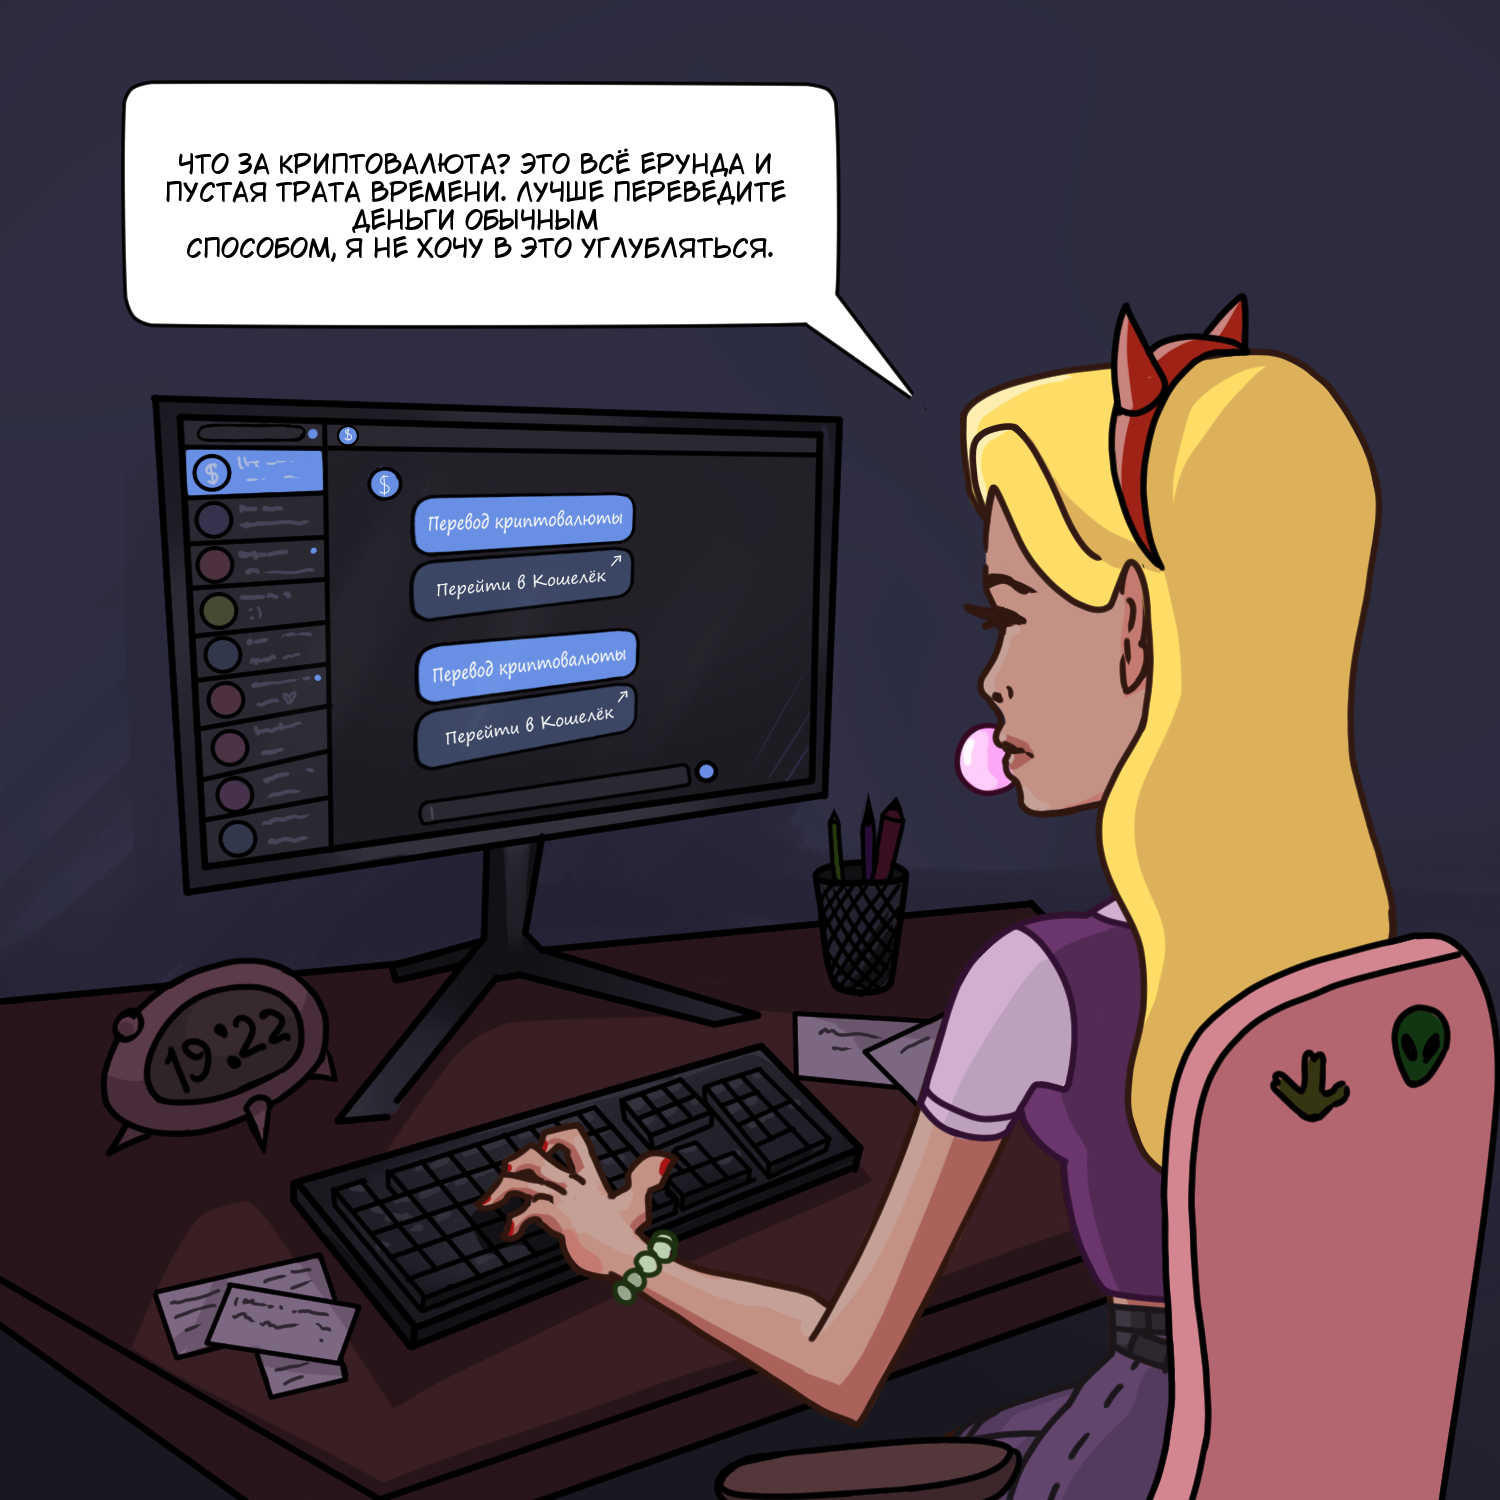 ЧТО ЗА КРИПТОВАЛЮТА? ЭТО ВСЁ ЕРУНДА И
ПУСТАЯ ТРАТА ВРЕМЕНИ. ЛУЧШЕ ПЕРЕВЕДИТЕ
ДЕНЬГИ ОБЫЧНЫМ
СПОСОБОМ, Я НЕ ХОЧУ В ЭТО УГЛУБЛЯТЬСЯ.
$
$
$
Перевод криптовалюты
Перейти в Кошелёк
:)
Перевод криптовалюты
Перейти в Кошелёк
19:22